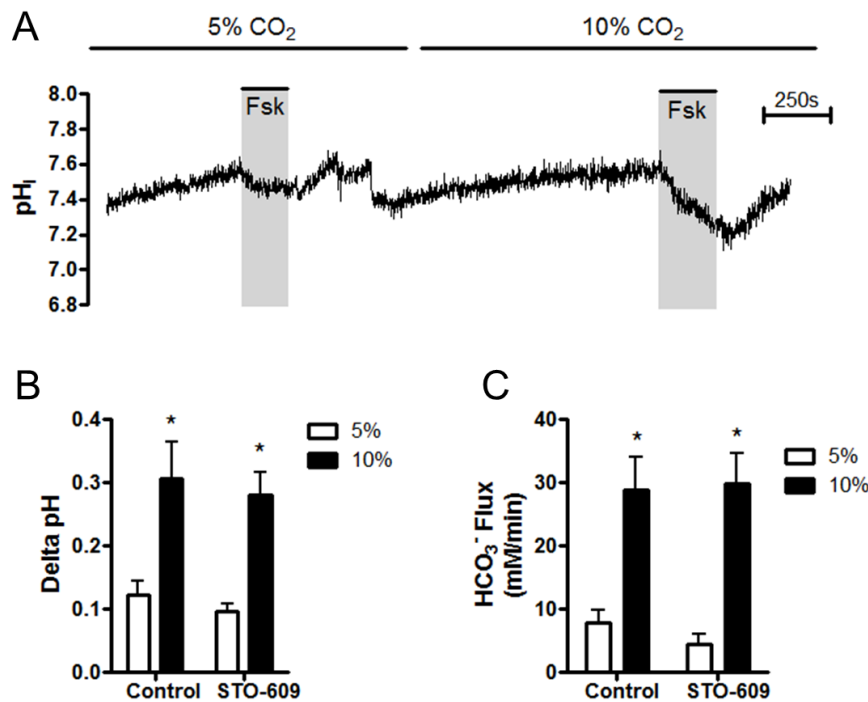 A
5% CO₂
10% CO₂
8.0
7.8
7.6
7.4
7.2
7.0
6.8
pHᵢ
Fsk
Fsk
250s
B
0.4
0.3
0.2
0.1
0.0
Delta pH
*
*
5%
10%
Control
STO-609
C
40
30
20
10
0
HCO₃⁻ Flux
(mM/min)
*
*
5%
10%
Control
STO-609